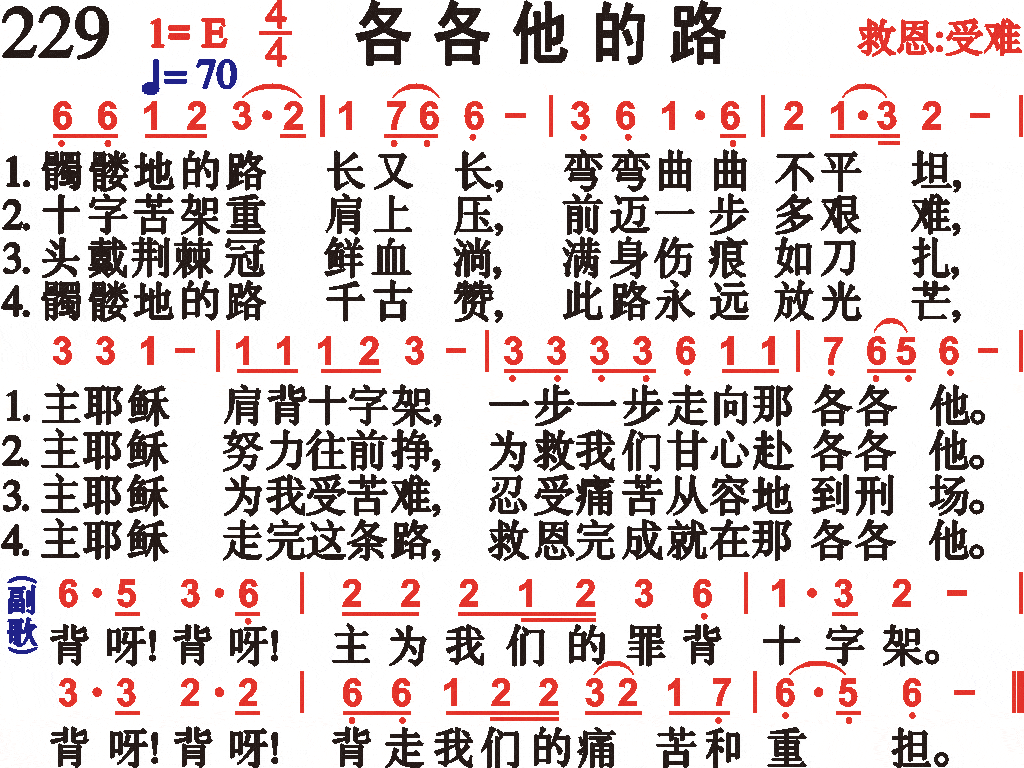 229 1=E 4/4 ♩=70 各各他的路 救恩:受难
6 6 1 2 3·2 | 1 7 6 6 – | 3 6 1·6 | 2 1·3 2 – |
1. 髑髅地的路 长又长, 弯弯曲曲不平坦,
2. 十字苦架重 肩上压, 前迈一步多艰难,
3. 头戴荆棘冠 鲜血淌, 满身伤痕如刀扎,
4. 髑髅地的路 千古赞, 此路永远放光芒,
3 3 1 – | 1 1 1 2 3 – | 3 3 3 3 6 1 1 | 7 6 5 6 – |
1. 主耶稣 肩背十字架, 一步一步走向那各各他。
2. 主耶稣 努力往前挣, 为救我们甘心赴各各他。
3. 主耶稣 为我受苦难, 忍受痛苦从容地到刑场。
4. 主耶稣 走完这条路, 救恩完成就在那各各他。
(副歌) 6·5 3·6 | 2 2 2 1 2 3 6 | 1·3 2 – |
背呀!背呀! 主为我们的罪背十字架。
3·3 2·2 | 6 6 1 2 2 3 2 1 7 | 6·5 6 – ‖
背呀!背呀! 背走我们的痛苦和重担。